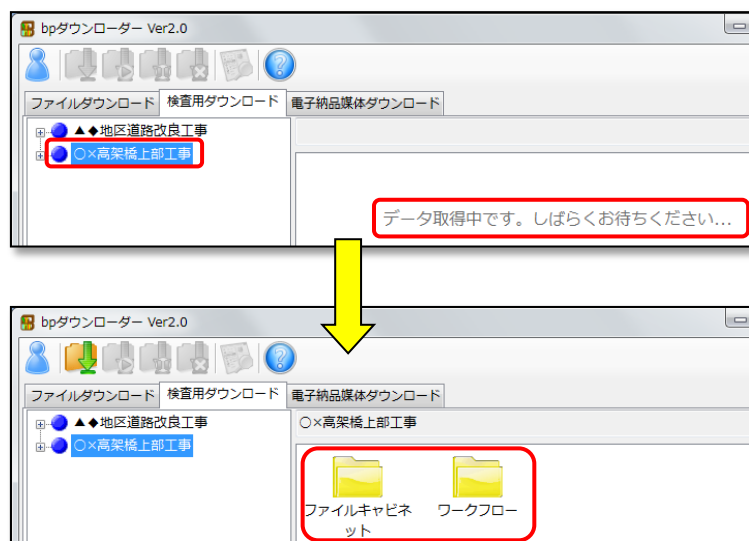 bpダウンローダー Ver2.0
ファイルダウンロード 検査用ダウンロード 電子納品媒体ダウンロード
▲◆地区道路改良工事
○×高架橋上部工事
データ取得中です。しばらくお待ちください...
bpダウンローダー Ver2.0
ファイルダウンロード 検査用ダウンロード 電子納品媒体ダウンロード
▲◆地区道路改良工事
○×高架橋上部工事
○×高架橋上部工事
ファイルキャビネ
ット
ワークフロー